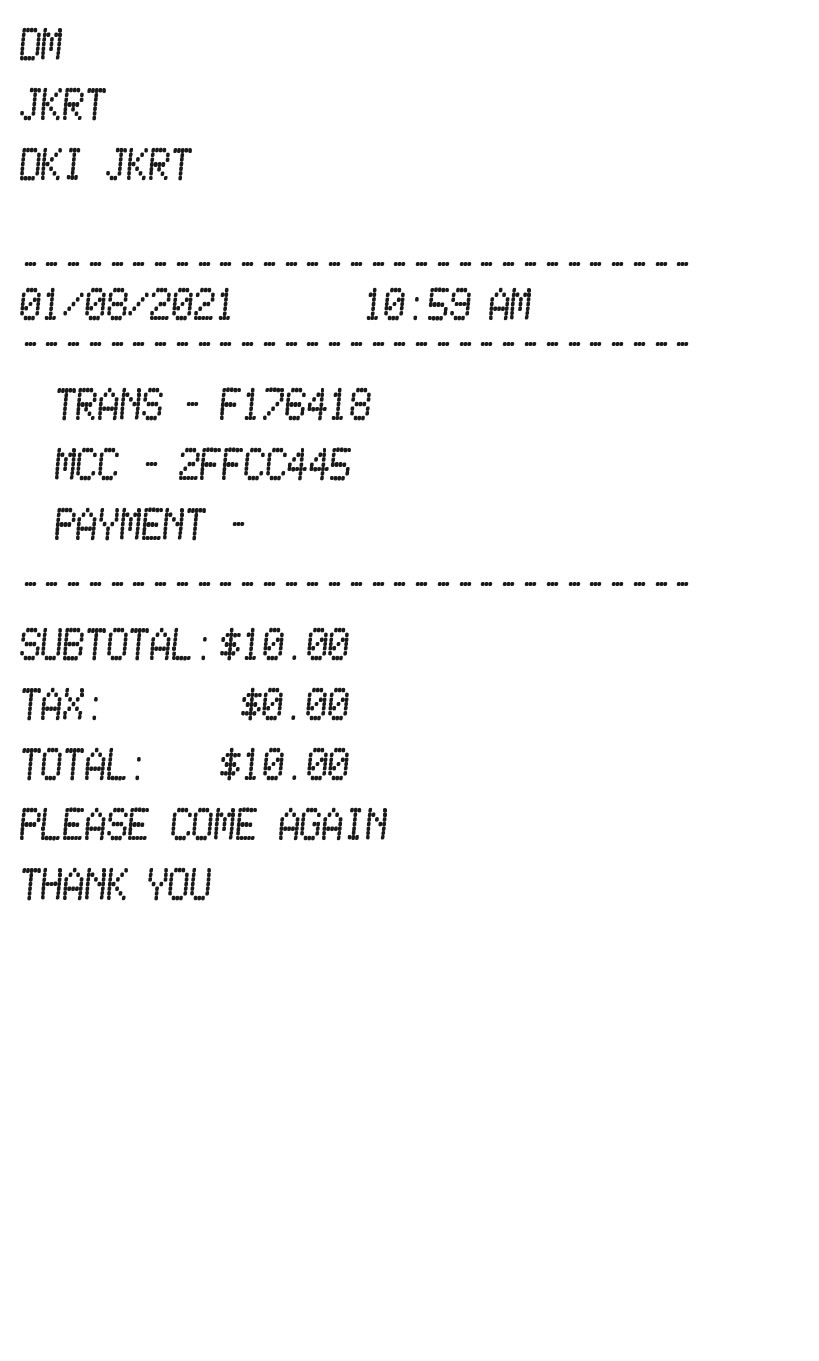 DM
JKRT
DKI JKRT
--------------------------------
01/08/2021 10:59 AM
--------------------------------
TRANS - F176418
MCC - 2FFCC445
PAYMENT -
--------------------------------
SUBTOTAL:$10.00
TAX: $0.00
TOTAL: $10.00
PLEASE COME AGAIN
THANK YOU